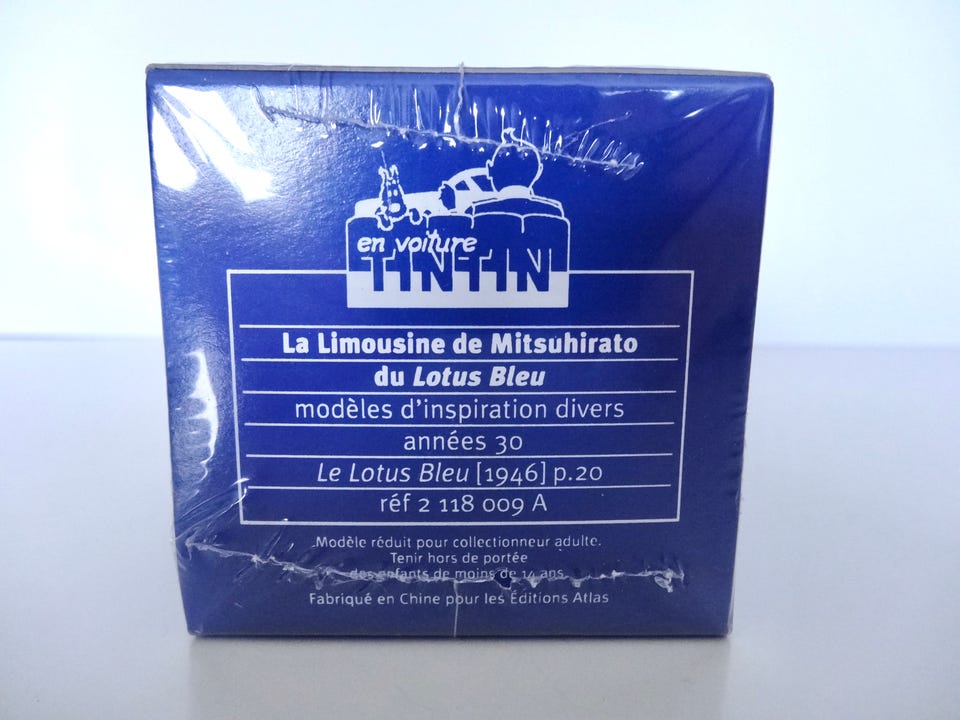 en voiture
TINTIN
La Limousine de Mitsuhirato
du Lotus Bleu
modèles d'inspiration divers
années 30
Le Lotus Bleu [1946] p.20
réf 2 118 009 A
Modèle réduit pour collectionneur adulte.
Tenir hors de portée
des enfants de moins de 14 ans
Fabriqué en Chine pour les Éditions Atlas